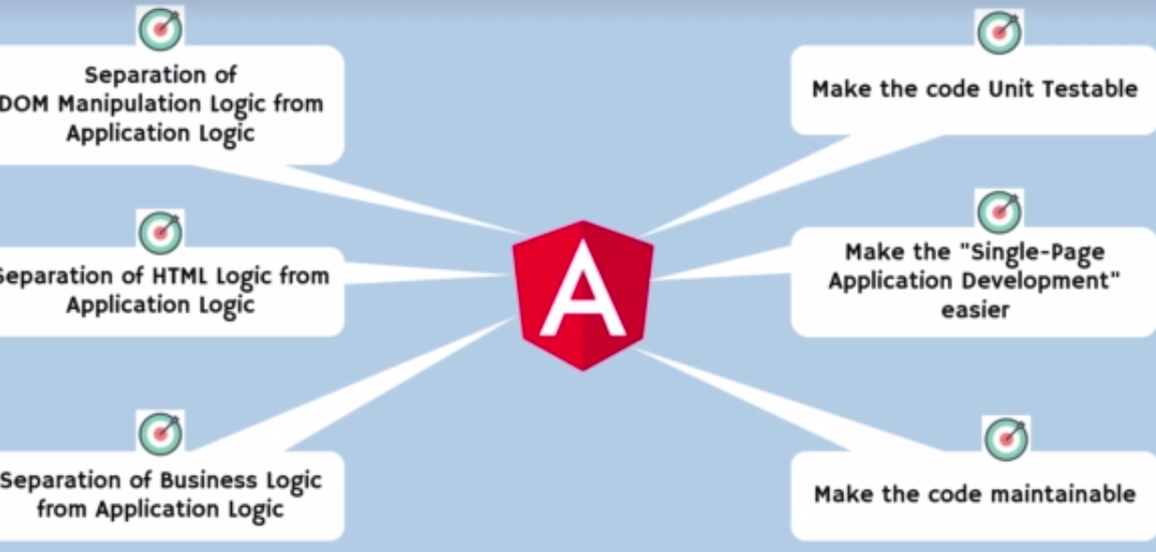 Separation of
DOM Manipulation Logic from
Application Logic
Separation of HTML Logic from
Application Logic
Separation of Business Logic
from Application Logic
A
Make the code Unit Testable
Make the "Single-Page
Application Development"
easier
Make the code maintainable